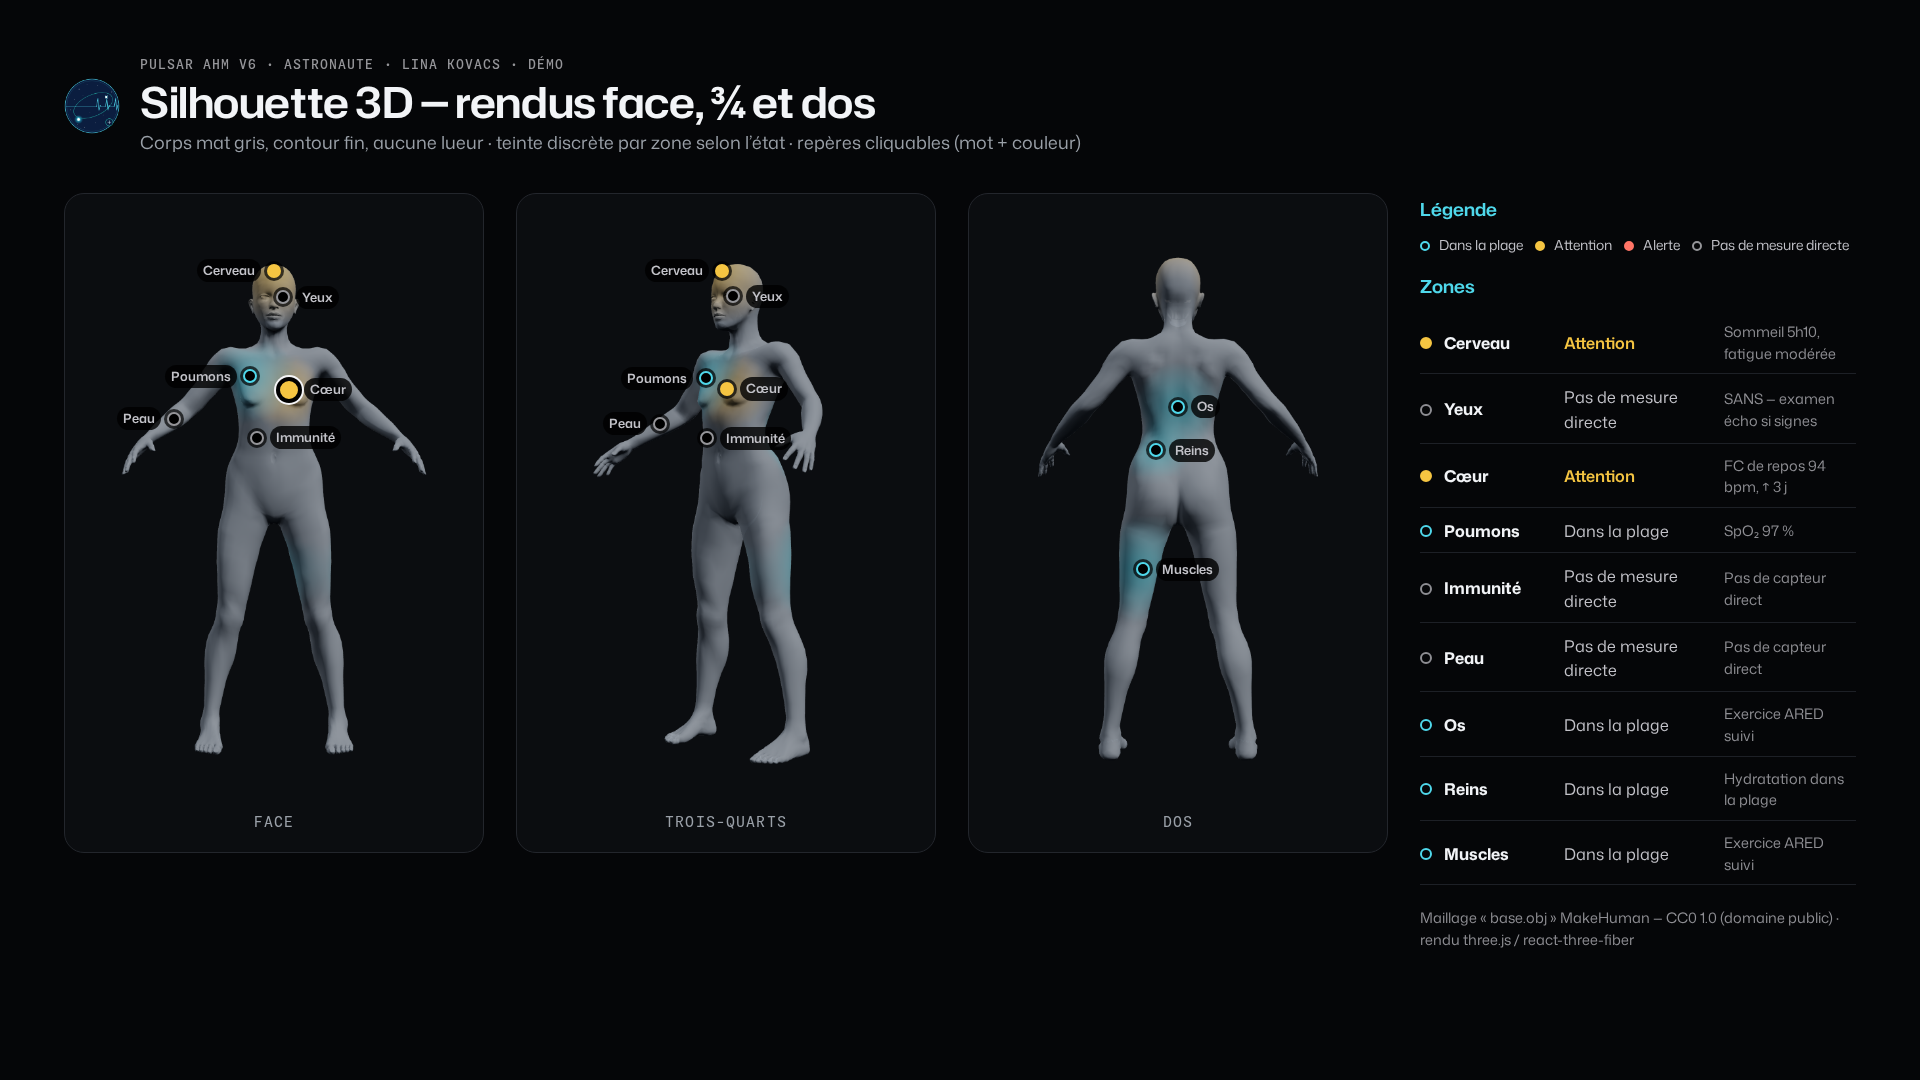 PULSAR AHM V6 · ASTRONAUTE · LINA KOVACS · DÉMO
Silhouette 3D — rendus face, ¾ et dos
Corps mat gris, contour fin, aucune lueur · teinte discrète par zone selon l’état · repères cliquables (mot + couleur)
Cerveau
Yeux
Poumons
Cœur
Peau
Immunité
FACE
Cerveau
Yeux
Poumons
Cœur
Peau
Immunité
TROIS-QUARTS
Os
Reins
Muscles
DOS
Légende
Dans la plage Attention Alerte Pas de mesure directe
Zones
Cerveau Attention Sommeil 5h10,
fatigue modérée
Yeux Pas de mesure
directe
SANS — examen
écho si signes
Cœur Attention FC de repos 94
bpm, ↑ 3 j
Poumons Dans la plage SpO₂ 97 %
Immunité Pas de mesure
directe
Pas de capteur
direct
Peau Pas de mesure
directe
Pas de capteur
direct
Os Dans la plage Exercice ARED
suivi
Reins Dans la plage Hydratation dans
la plage
Muscles Dans la plage Exercice ARED
suivi
Maillage « base.obj » MakeHuman — CC0 1.0 (domaine public) ·
rendu three.js / react-three-fiber